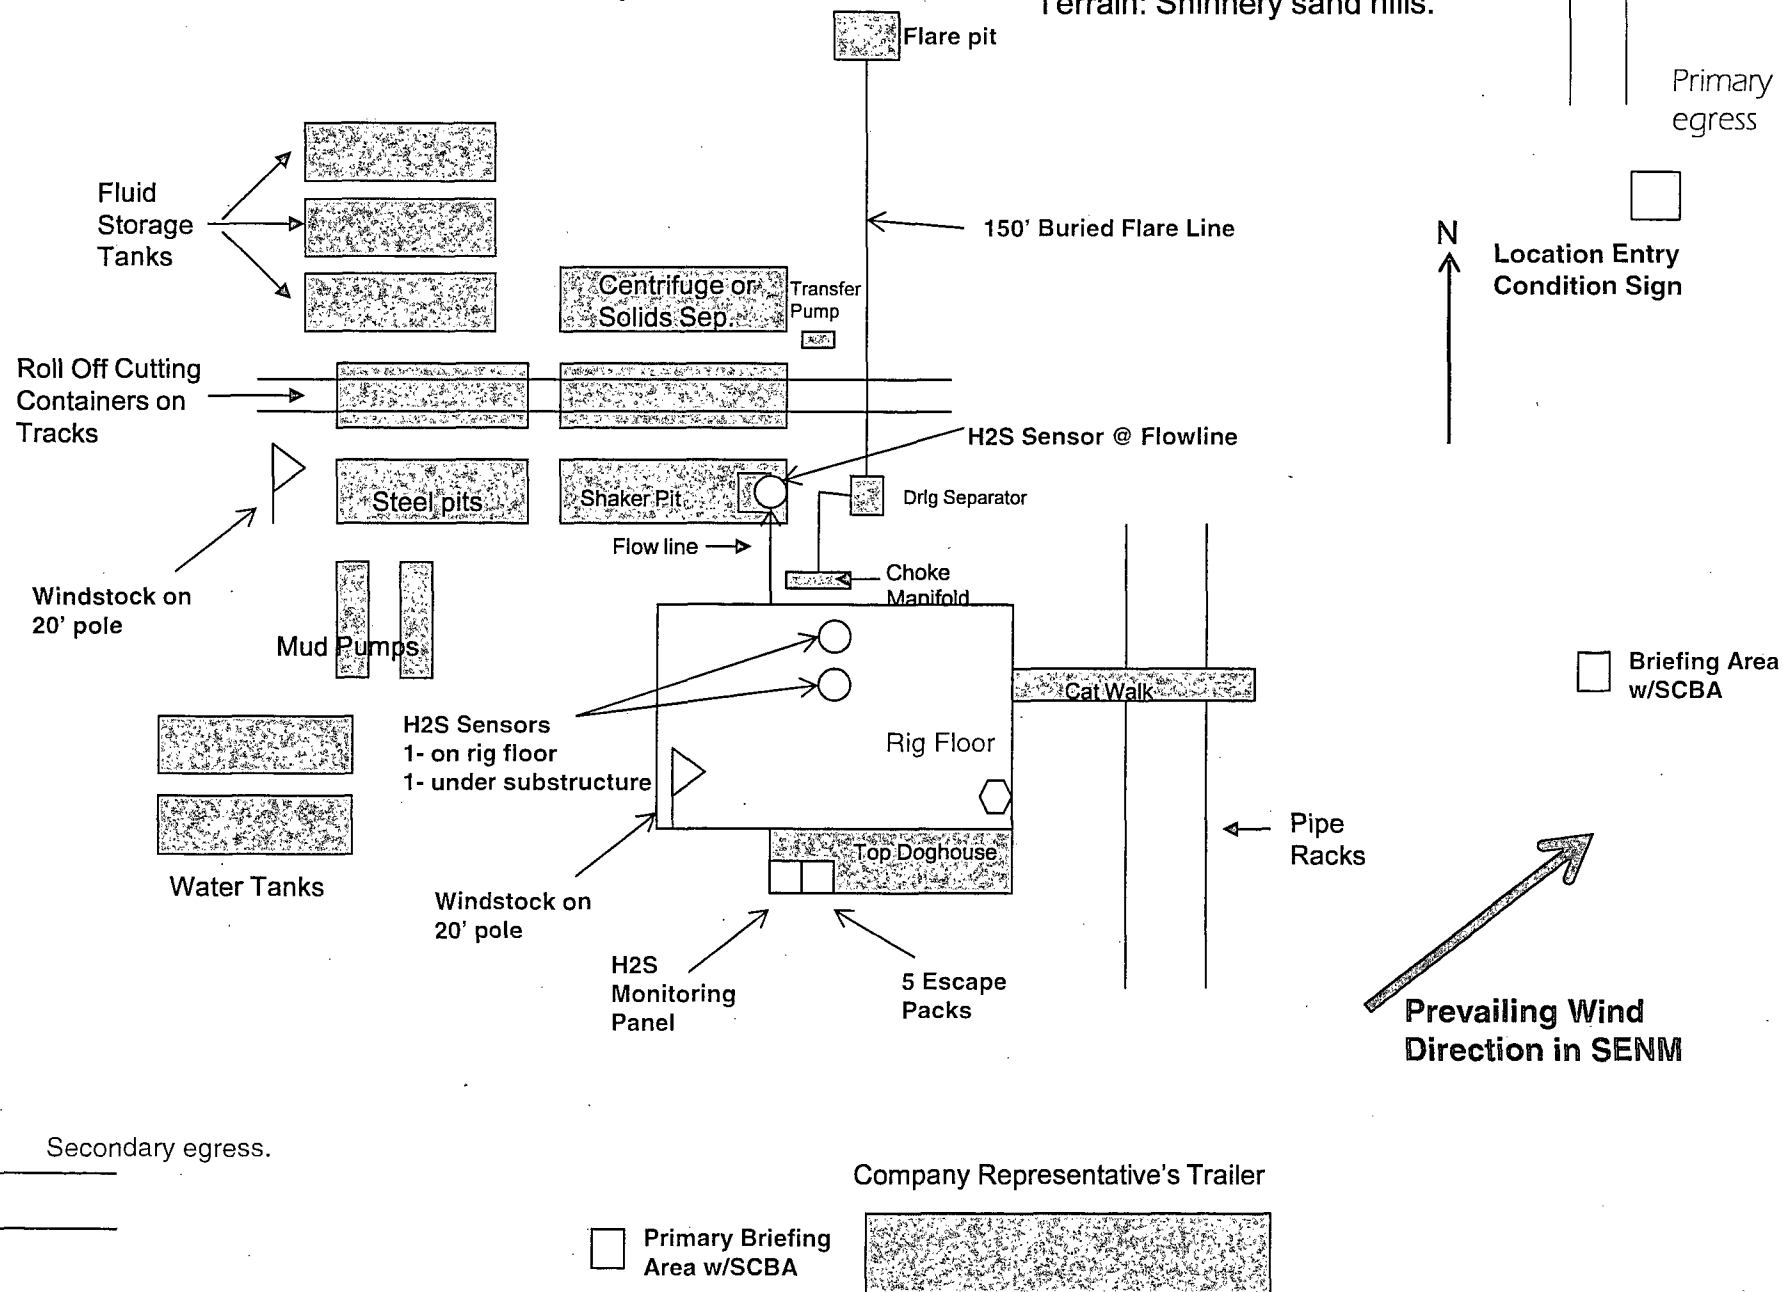 Terrain: Shinnery sand hills.
Flare pit
Primary
egress
Fluid
Storage
Tanks
150' Buried Flare Line
N
Location Entry
Condition Sign
Centrifuge or
Solids Sep.
Transfer
Pump
Roll Off Cutting
Containers on
Tracks
H2S Sensor @ Flowline
Steel pits
Shaker Pit
Drlg Separator
Flow line
Choke
Manifold
Windstock on
20' pole
Mud Pumps
Briefing Area
w/SCBA
Cat Walk
H2S Sensors
1- on rig floor
1- under substructure
Rig Floor
Pipe
Racks
Top Doghouse
Water Tanks
Windstock on
20' pole
H2S
Monitoring
Panel
5 Escape
Packs
Prevailing Wind
Direction in SENM
Secondary egress.
Company Representative's Trailer
Primary Briefing
Area w/SCBA